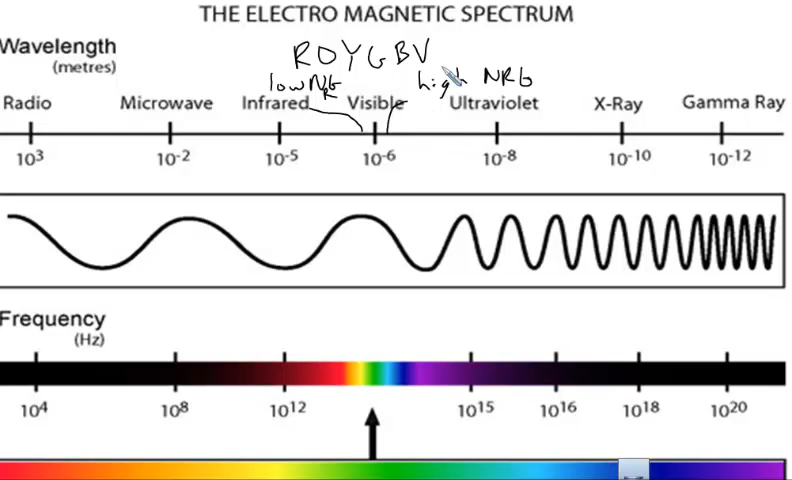 THE ELECTRO MAGNETIC SPECTRUM
Wavelength
(metres)
ROYGBV
low NRG high NRG
Radio Microwave Infrared Visible Ultraviolet X-Ray Gamma Ray
10³ 10⁻² 10⁻⁵ 10⁻⁶ 10⁻⁸ 10⁻¹⁰ 10⁻¹²
Frequency
(Hz)
10⁴ 10⁸ 10¹² 10¹⁵ 10¹⁶ 10¹⁸ 10²⁰